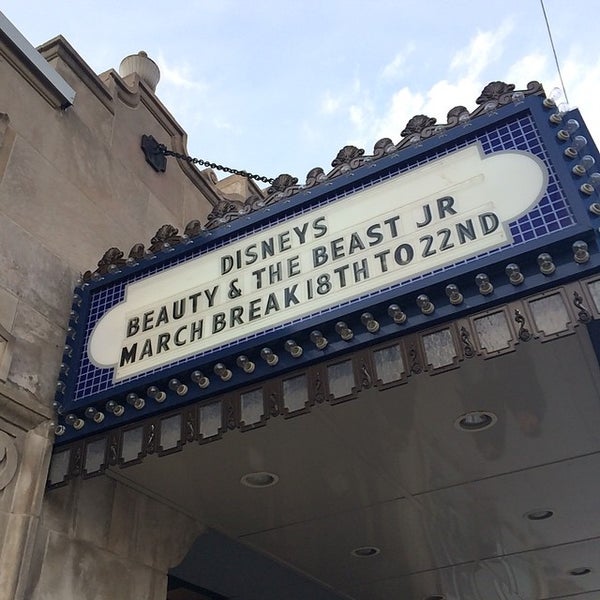 DISNEYS
BEAUTY & THE BEAST JR
MARCH BREAK 18TH TO 22ND